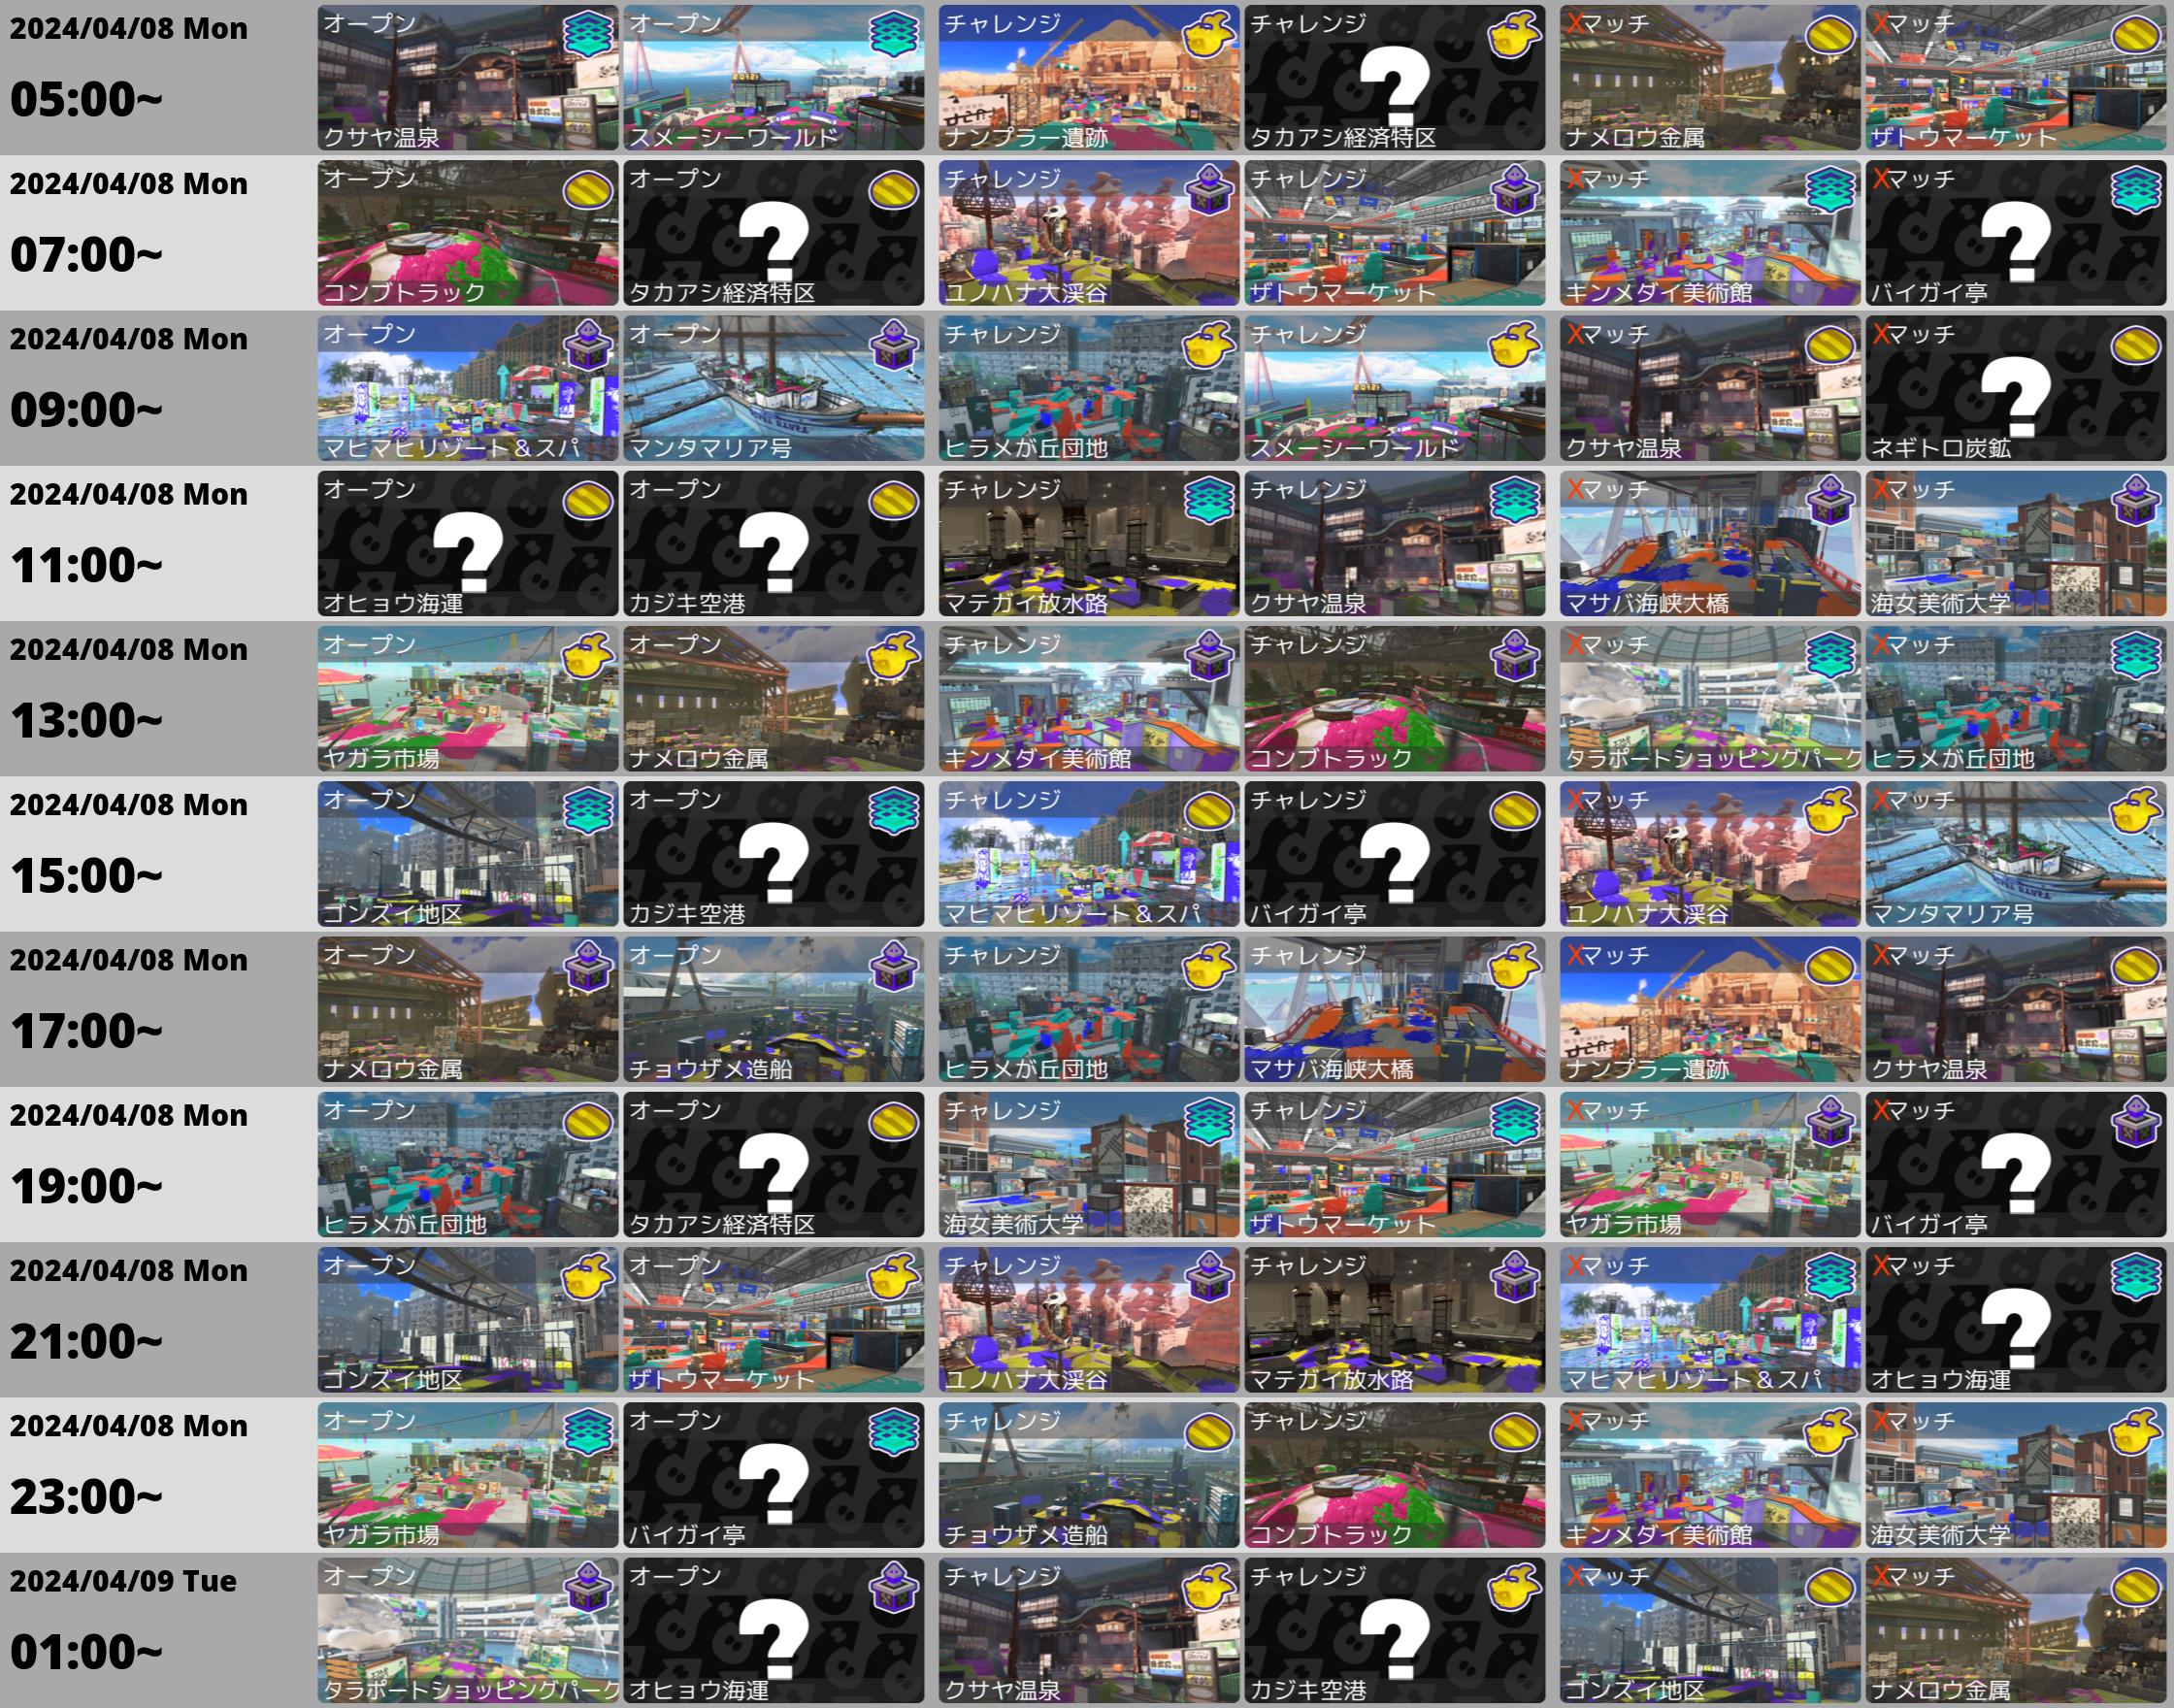 2024/04/08 Mon
05:00~
オープン オープン チャレンジ チャレンジ Xマッチ Xマッチ
クサヤ温泉 スメーシーワールド ナンプラー遺跡 タカアシ経済特区 ナメロウ金属 ザトウマーケット
2024/04/08 Mon
07:00~
オープン オープン チャレンジ チャレンジ Xマッチ Xマッチ
コンブトラック タカアシ経済特区 ユノハナ大渓谷 ザトウマーケット キンメダイ美術館 バイガイ亭
2024/04/08 Mon
09:00~
オープン オープン チャレンジ チャレンジ Xマッチ Xマッチ
マヒマヒリゾート&スパ マンタマリア号 ヒラメが丘団地 スメーシーワールド クサヤ温泉 ネギトロ炭鉱
2024/04/08 Mon
11:00~
オープン オープン チャレンジ チャレンジ Xマッチ Xマッチ
オヒョウ海運 カジキ空港 マテガイ放水路 クサヤ温泉 マサバ海峡大橋 海女美術大学
2024/04/08 Mon
13:00~
オープン オープン チャレンジ チャレンジ Xマッチ Xマッチ
ヤガラ市場 ナメロウ金属 キンメダイ美術館 コンブトラック タラポートショッピングパーク ヒラメが丘団地
2024/04/08 Mon
15:00~
オープン オープン チャレンジ チャレンジ Xマッチ Xマッチ
ゴンズイ地区 カジキ空港 マヒマヒリゾート&スパ バイガイ亭 ユノハナ大渓谷 マンタマリア号
2024/04/08 Mon
17:00~
オープン オープン チャレンジ チャレンジ Xマッチ Xマッチ
ナメロウ金属 チョウザメ造船 ヒラメが丘団地 マサバ海峡大橋 ナンプラー遺跡 クサヤ温泉
2024/04/08 Mon
19:00~
オープン オープン チャレンジ チャレンジ Xマッチ Xマッチ
ヒラメが丘団地 タカアシ経済特区 海女美術大学 ザトウマーケット ヤガラ市場 バイガイ亭
2024/04/08 Mon
21:00~
オープン オープン チャレンジ チャレンジ Xマッチ Xマッチ
ゴンズイ地区 ザトウマーケット ユノハナ大渓谷 マテガイ放水路 マヒマヒリゾート&スパ オヒョウ海運
2024/04/08 Mon
23:00~
オープン オープン チャレンジ チャレンジ Xマッチ Xマッチ
ヤガラ市場 バイガイ亭 チョウザメ造船 コンブトラック キンメダイ美術館 海女美術大学
2024/04/09 Tue
01:00~
オープン オープン チャレンジ チャレンジ Xマッチ Xマッチ
タラポートショッピングパーク オヒョウ海運 クサヤ温泉 カジキ空港 ゴンズイ地区 ナメロウ金属